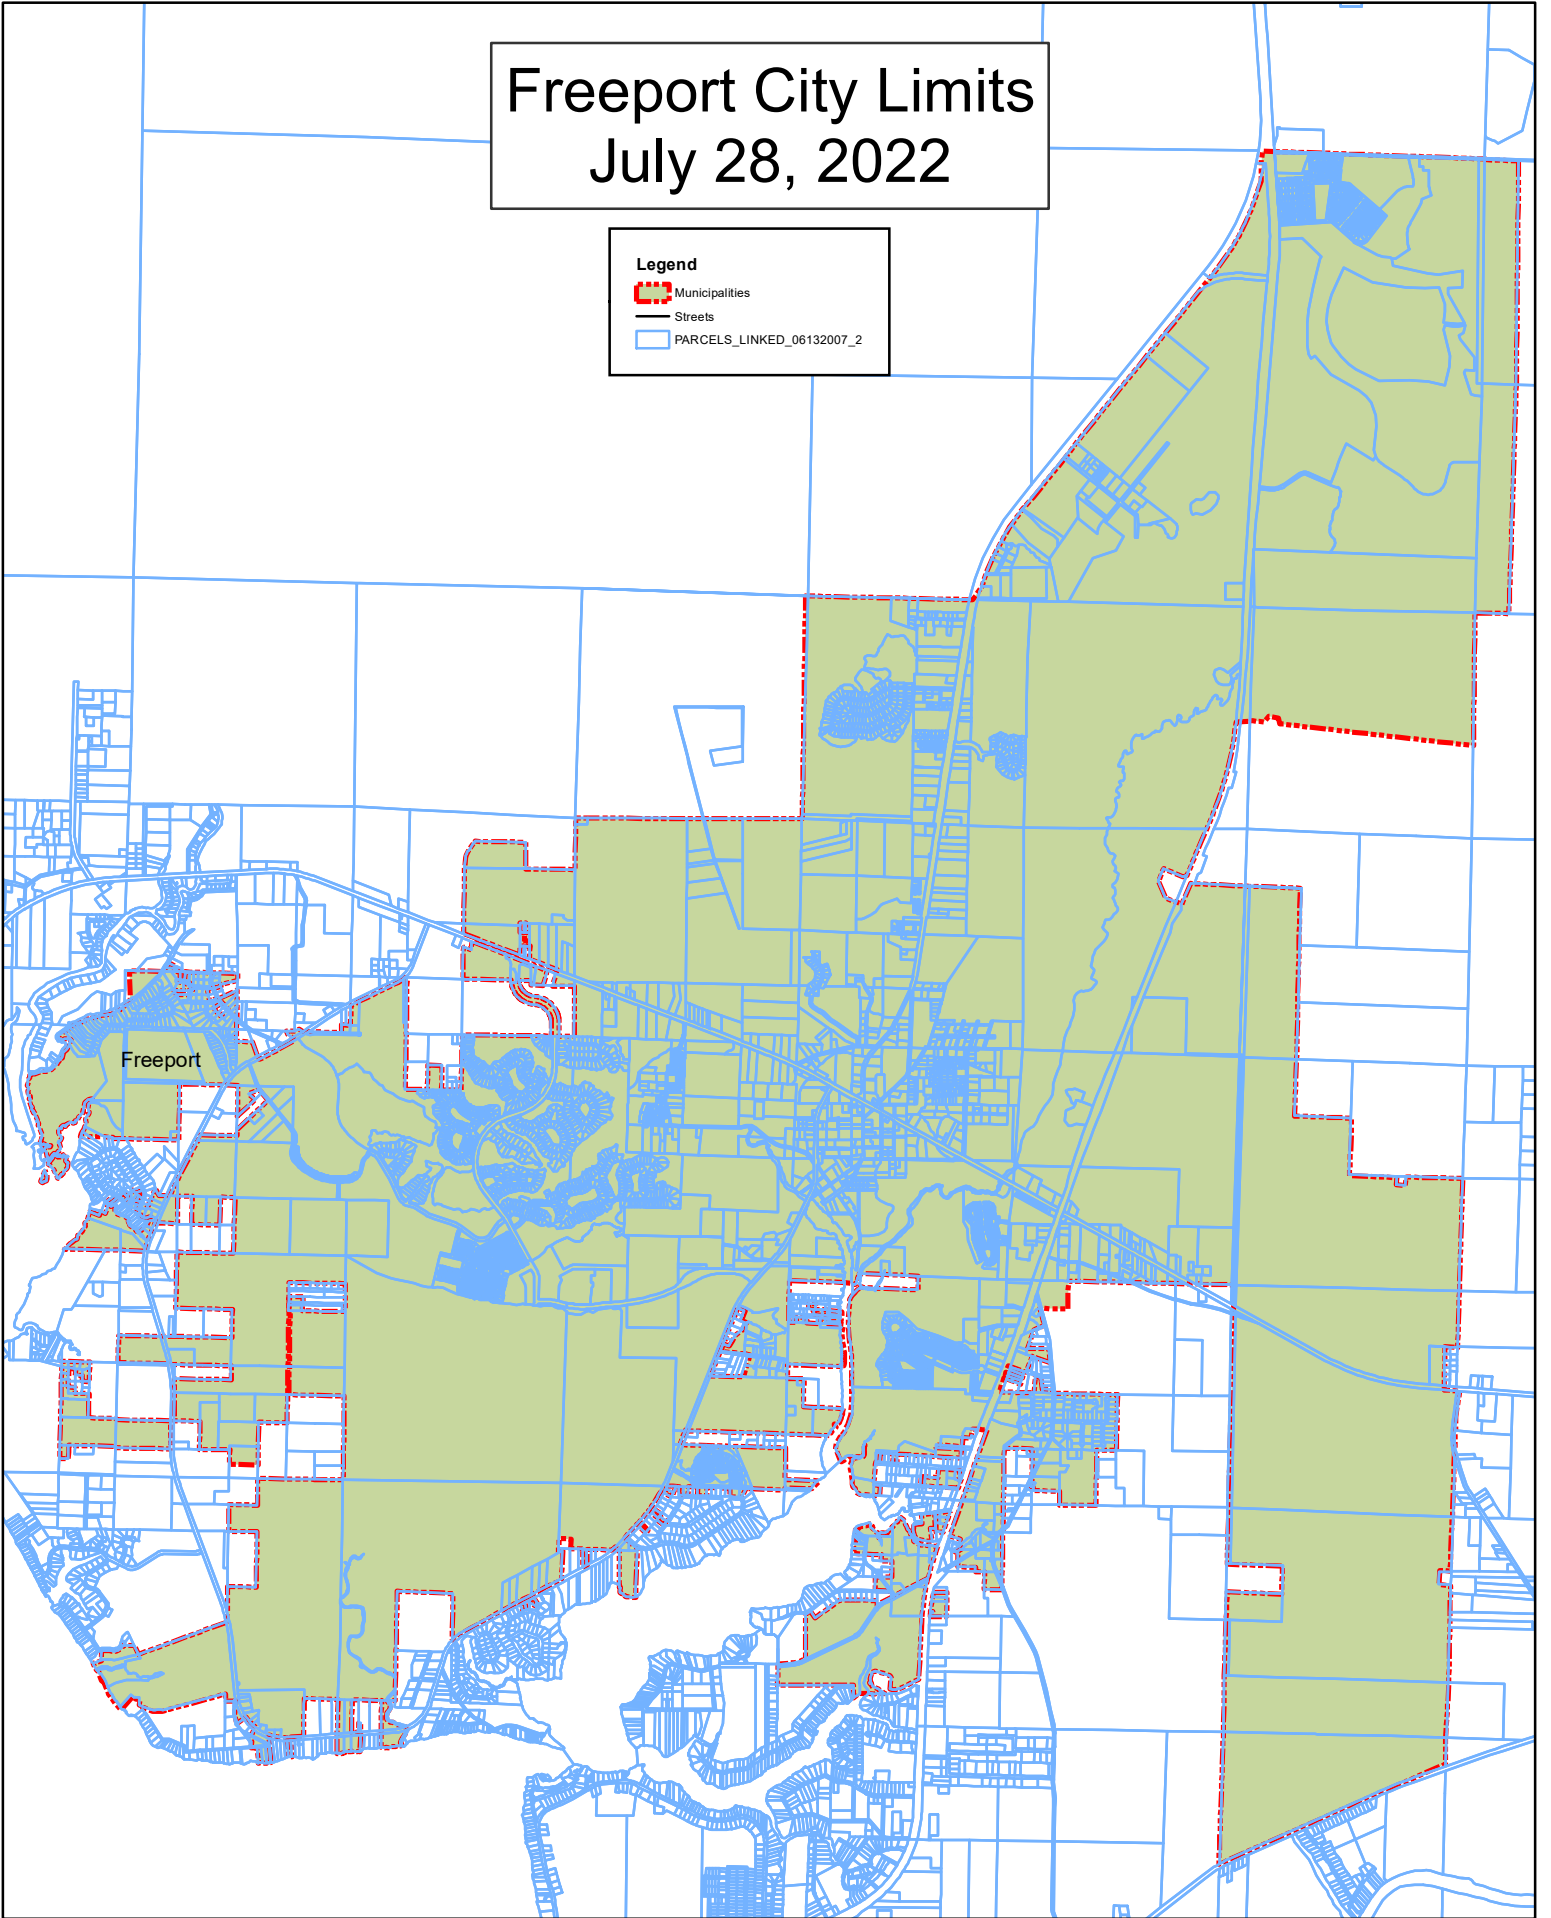 Freeport City Limits
July 28, 2022
Legend
Municipalities
Streets
PARCELS_LINKED_06132007_2
Freeport